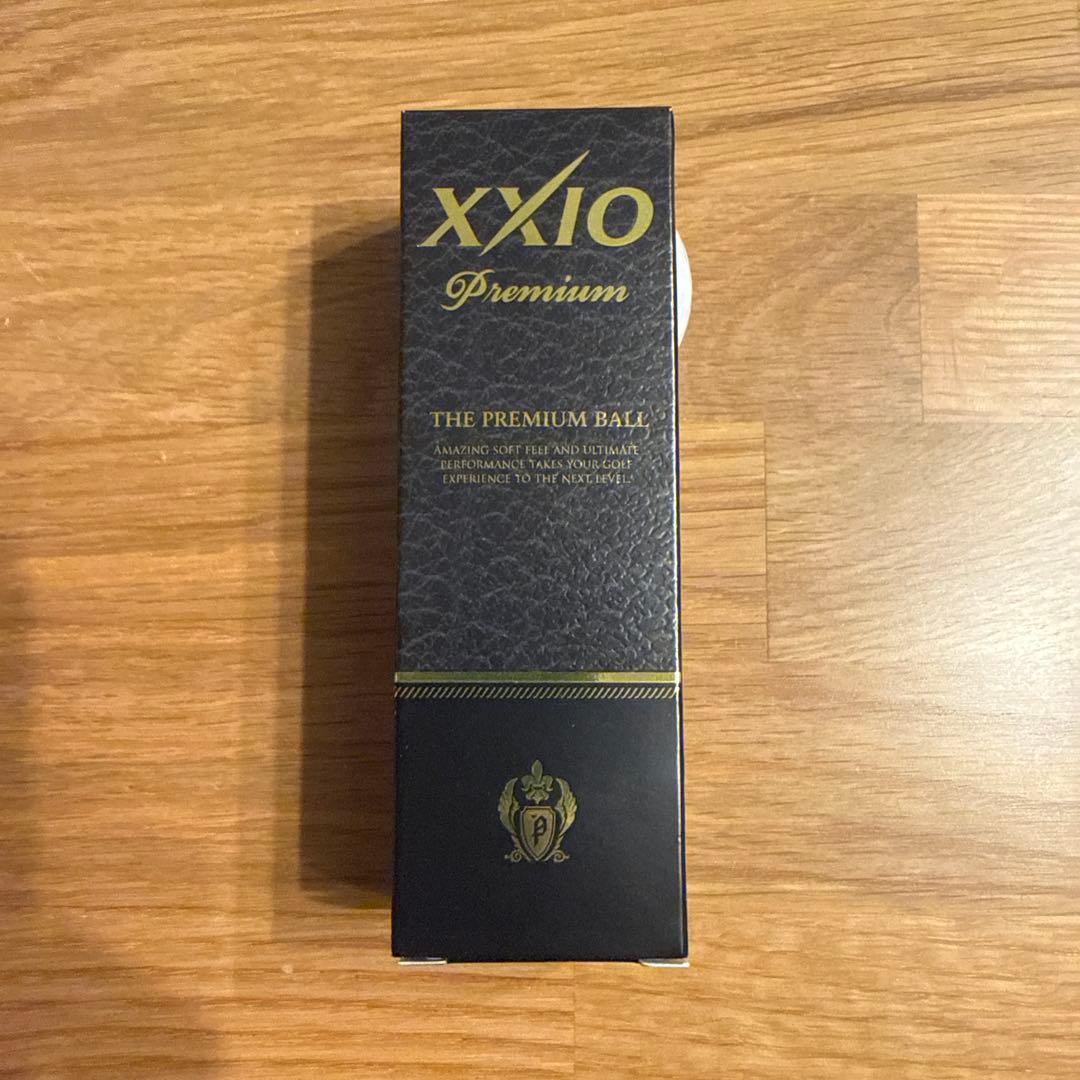 XXIO
Premium
THE PREMIUM BALL
AMAZING SOFT FEEL AND ULTIMATE
PERFORMANCE TAKES YOUR GOLF
EXPERIENCE TO THE NEXT LEVEL.
P